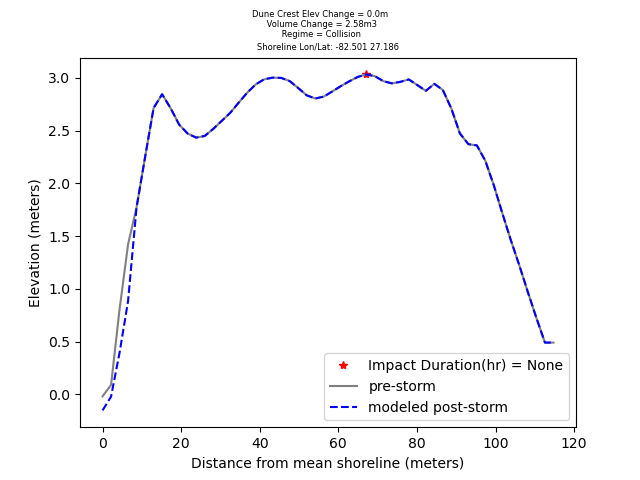 Dune Crest Elev Change = 0.0m
Volume Change = 2.58m3
Regime = Collision
Shoreline Lon/Lat: -82.501 27.186
3.0
2.5
2.0
1.5
1.0
0.5
0.0
Elevation (meters)
Impact Duration(hr) = None
pre-storm
modeled post-storm
0 20 40 60 80 100 120
Distance from mean shoreline (meters)